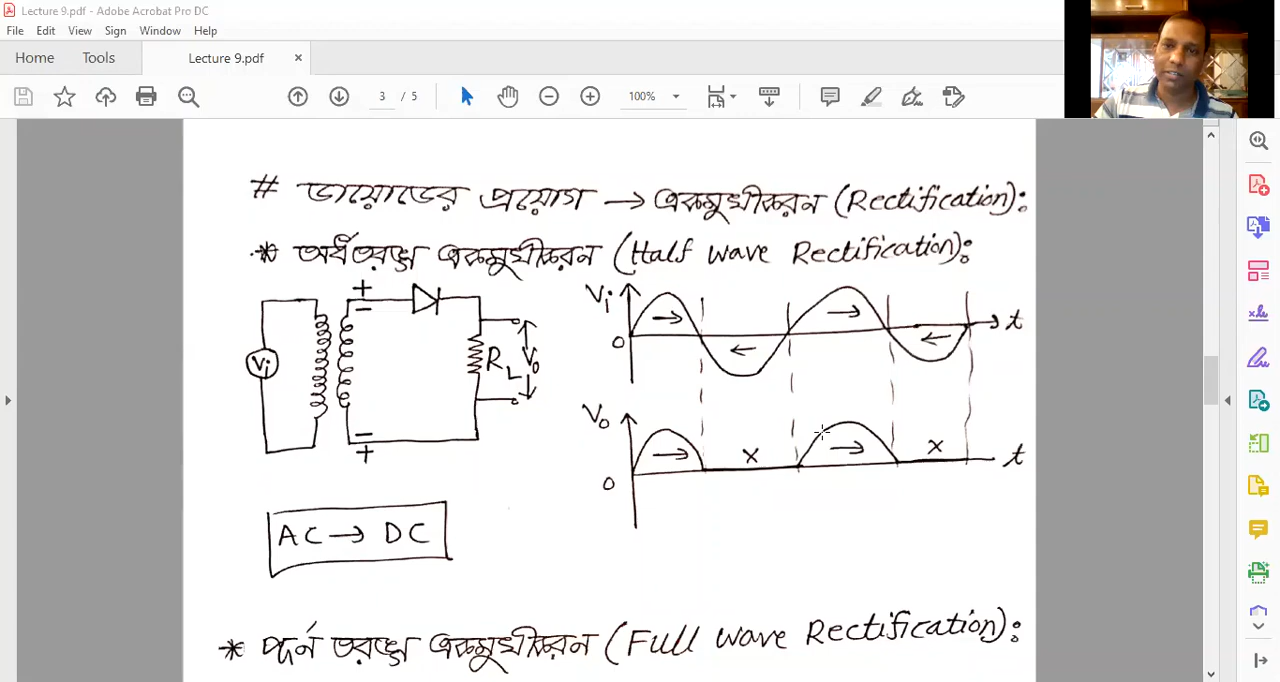 Lecture 9.pdf - Adobe Acrobat Pro DC
File Edit View Sign Window Help
Home Tools Lecture 9.pdf ×
3 / 5 100%
# ডায়োডের প্রয়োগ → একমুখীকরন (Rectification):
* অর্ধতরঙ্গ একমুখীকরন (Half Wave Rectification):
+
−
Vi
RL
Vo
−
+
Vi
0
t
Vo
0
x
x
t
AC → DC
* পূর্ন তরঙ্গ একমুখীকরন (Full Wave Rectification):